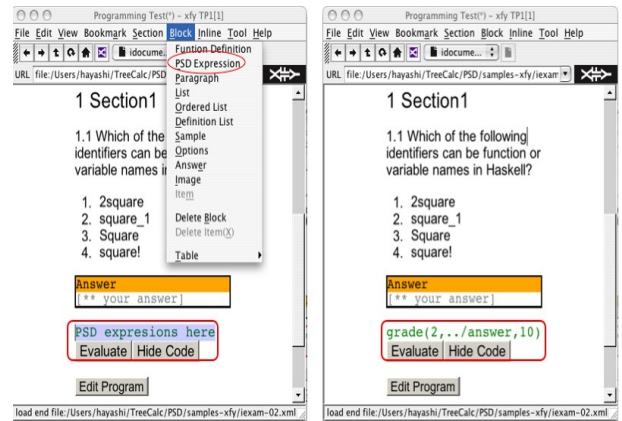 Programming Test(*) – xfy TP1[1]
File Edit View Bookmark Section Block Inline Tool Help
idocume...
URL file:/Users/hayashi/TreeCalc/PSD
Funtion Definition
PSD Expression
Paragraph
List
Ordered List
Definition List
Sample
Options
Answer
Image
Item
Delete Block
Delete Item(X)
Table
1 Section1
1.1 Which of the
identifiers can be
variable names i
1. 2square
2. square_1
3. Square
4. square!
Answer
[** your answer]
PSD expresions here
Evaluate Hide Code
Edit Program
load end file:/Users/hayashi/TreeCalc/PSD/samples-xfy/iexam-02.xml
Programming Test(*) – xfy TP1[1]
File Edit View Bookmark Section Block Inline Tool Help
idocume...
URL file:/Users/hayashi/TreeCalc/PSD/samples-xfy/iexam
1 Section1
1.1 Which of the following
identifiers can be function or
variable names in Haskell?
1. 2square
2. square_1
3. Square
4. square!
Answer
[** your answer]
grade(2,../answer,10)
Evaluate Hide Code
Edit Program
load end file:/Users/hayashi/TreeCalc/PSD/samples-xfy/iexam-02.xml